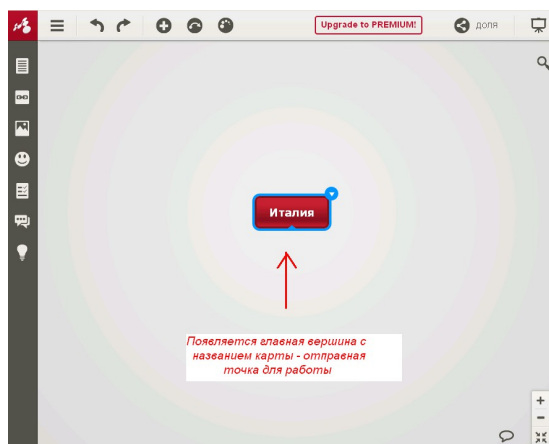 Upgrade to PREMIUM!
доля
Италия
Появляется главная вершина с
названием карты - отправная
точка для работы